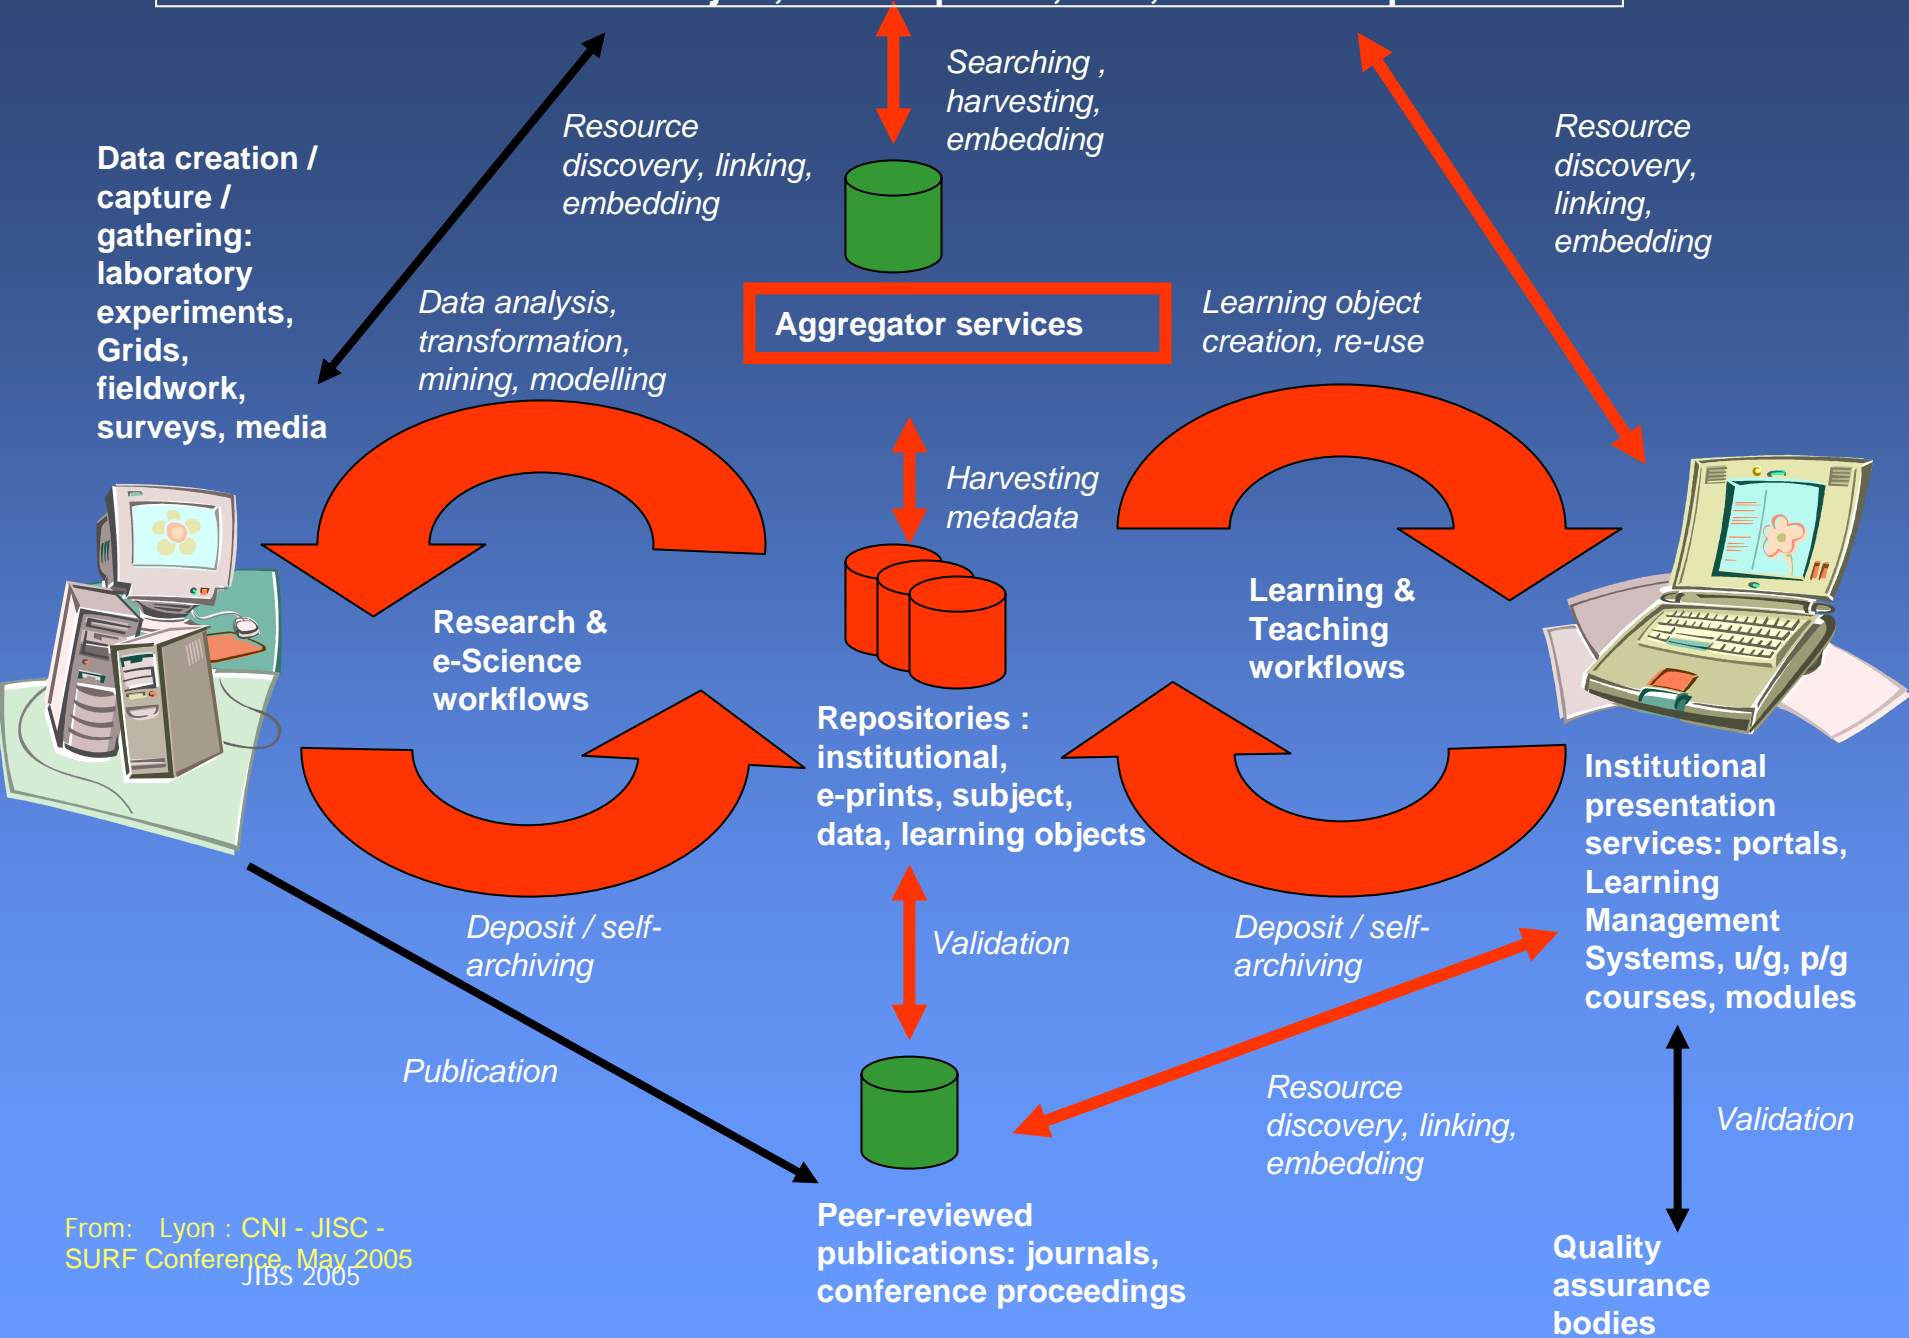 Searching ,
harvesting,
embedding
Resource
discovery, linking,
embedding
Resource
discovery,
linking,
embedding
Data creation /
capture /
gathering:
laboratory
experiments,
Grids,
fieldwork,
surveys, media
Data analysis,
transformation,
mining, modelling
Aggregator services
Learning object
creation, re-use
Harvesting
metadata
Research &
e-Science
workflows
Learning &
Teaching
workflows
Repositories :
institutional,
e-prints, subject,
data, learning objects
Institutional
presentation
services: portals,
Learning
Management
Systems, u/g, p/g
courses, modules
Deposit / self-
archiving
Validation
Deposit / self-
archiving
Publication
Resource
discovery, linking,
embedding
Validation
Peer-reviewed
publications: journals,
conference proceedings
Quality
assurance
bodies
From: Lyon : CNI - JISC -
SURF Conference, May 2005
JIBS 2005